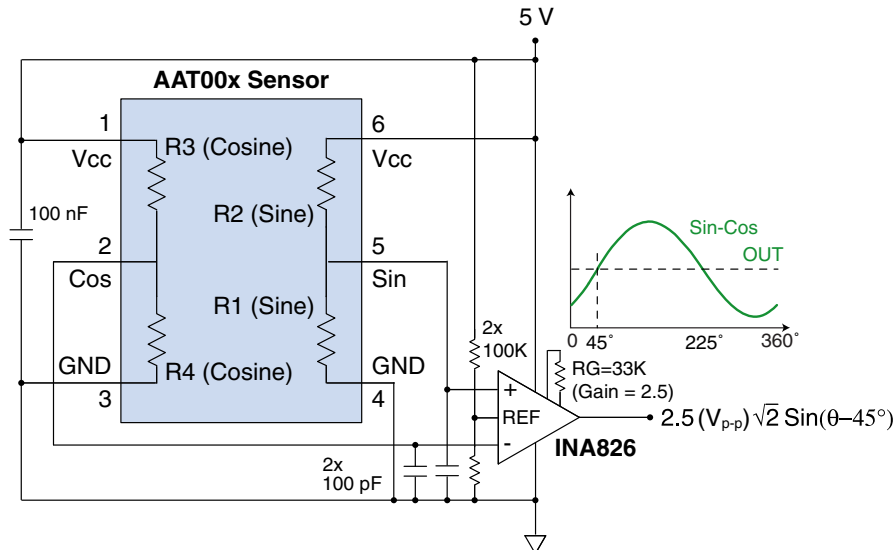 5 V
AAT00x Sensor
1
6
Vcc
R3 (Cosine)
Vcc
100 nF
R2 (Sine)
2
5
Cos
Sin
R1 (Sine)
GND
R4 (Cosine)
GND
3
4
Sin-Cos
OUT
0 45° 225° 360°
2x
100K
RG=33K
(Gain = 2.5)
+
REF
-
INA826
2.5 (Vp-p) √2 Sin(θ–45°)
2x
100 pF